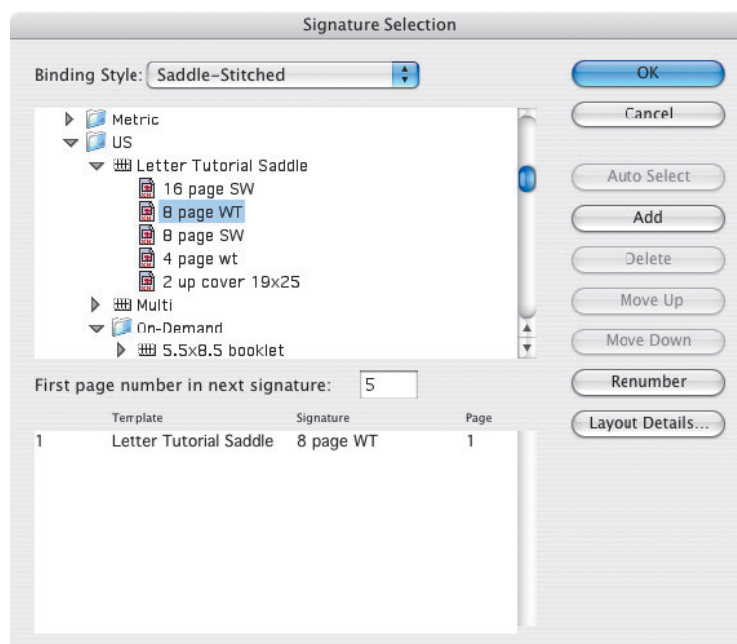 Signature Selection
Binding Style: Saddle-Stitched
OK
Cancel
Metric
US
Letter Tutorial Saddle
16 page SW
8 page WT
8 page SW
4 page wt
2 up cover 19x25
Multi
On-Demand
5.5x8.5 booklet
Auto Select
Add
Delete
Move Up
Move Down
Renumber
Layout Details...
First page number in next signature: 5
Template Signature Page
1 Letter Tutorial Saddle 8 page WT 1